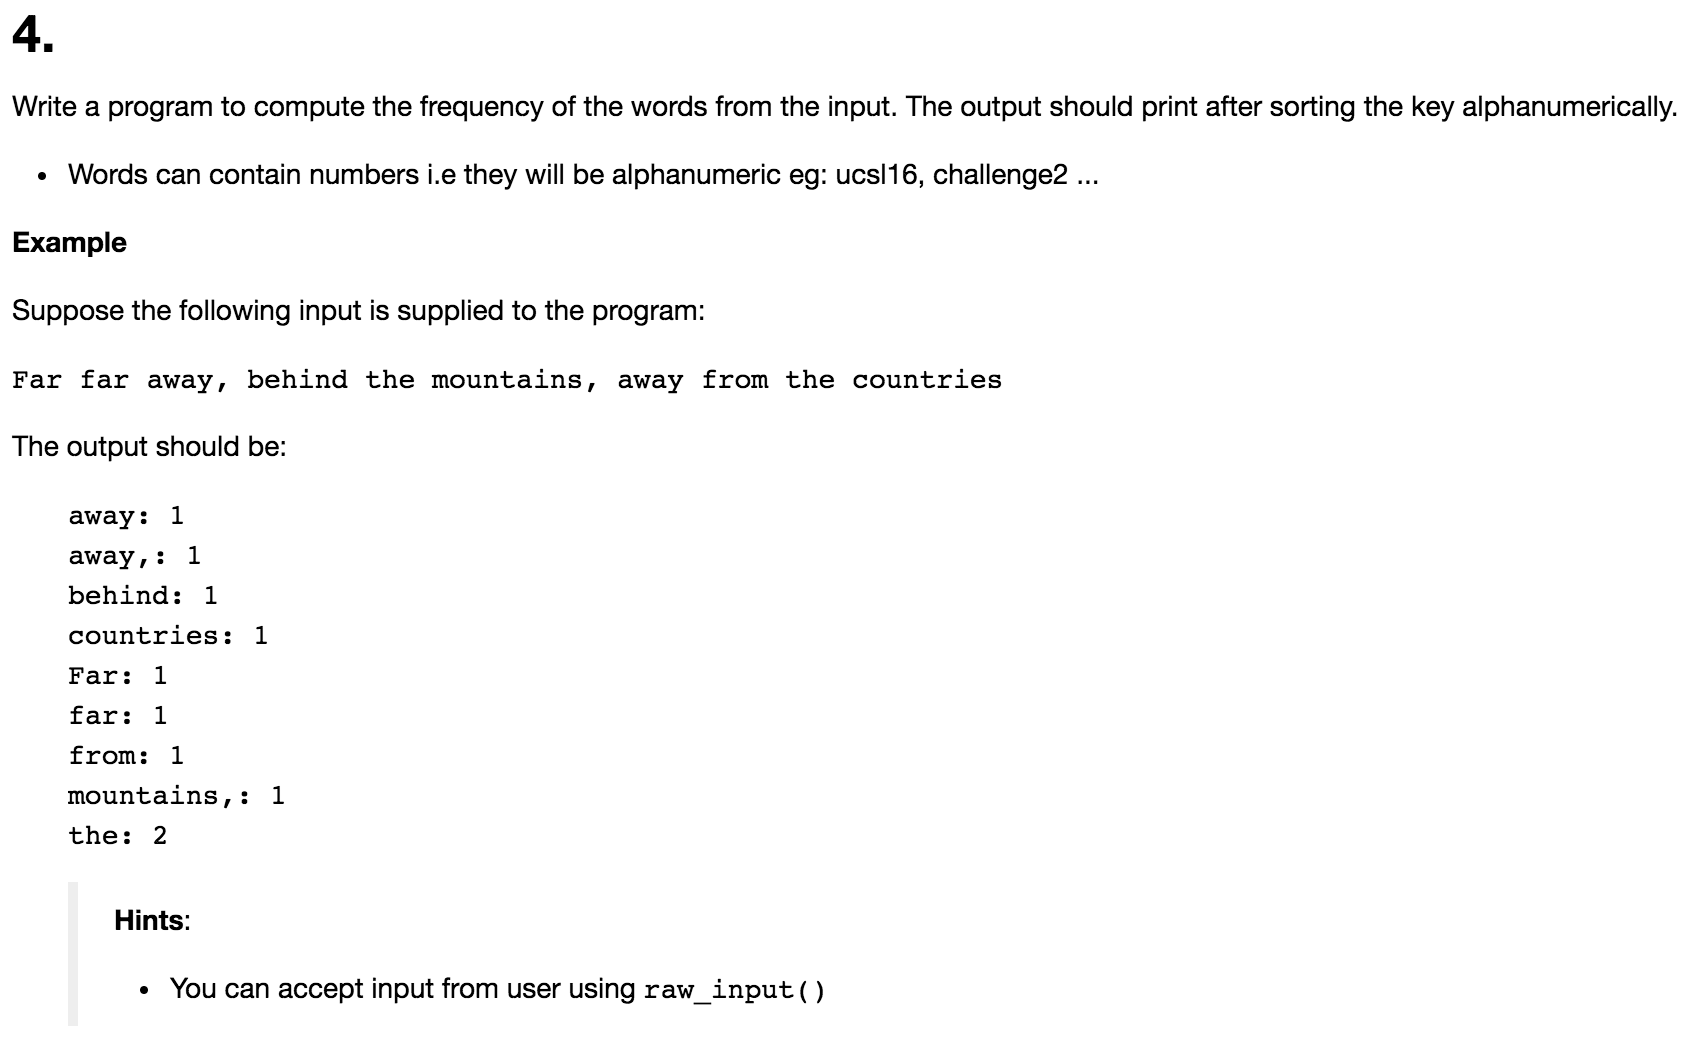 4.
Write a program to compute the frequency of the words from the input. The output should print after sorting the key alphanumerically.
• Words can contain numbers i.e they will be alphanumeric eg: ucsl16, challenge2 ...
Example
Suppose the following input is supplied to the program:
Far far away, behind the mountains, away from the countries
The output should be:
away: 1
away,: 1
behind: 1
countries: 1
Far: 1
far: 1
from: 1
mountains,: 1
the: 2
Hints:
• You can accept input from user using raw_input()